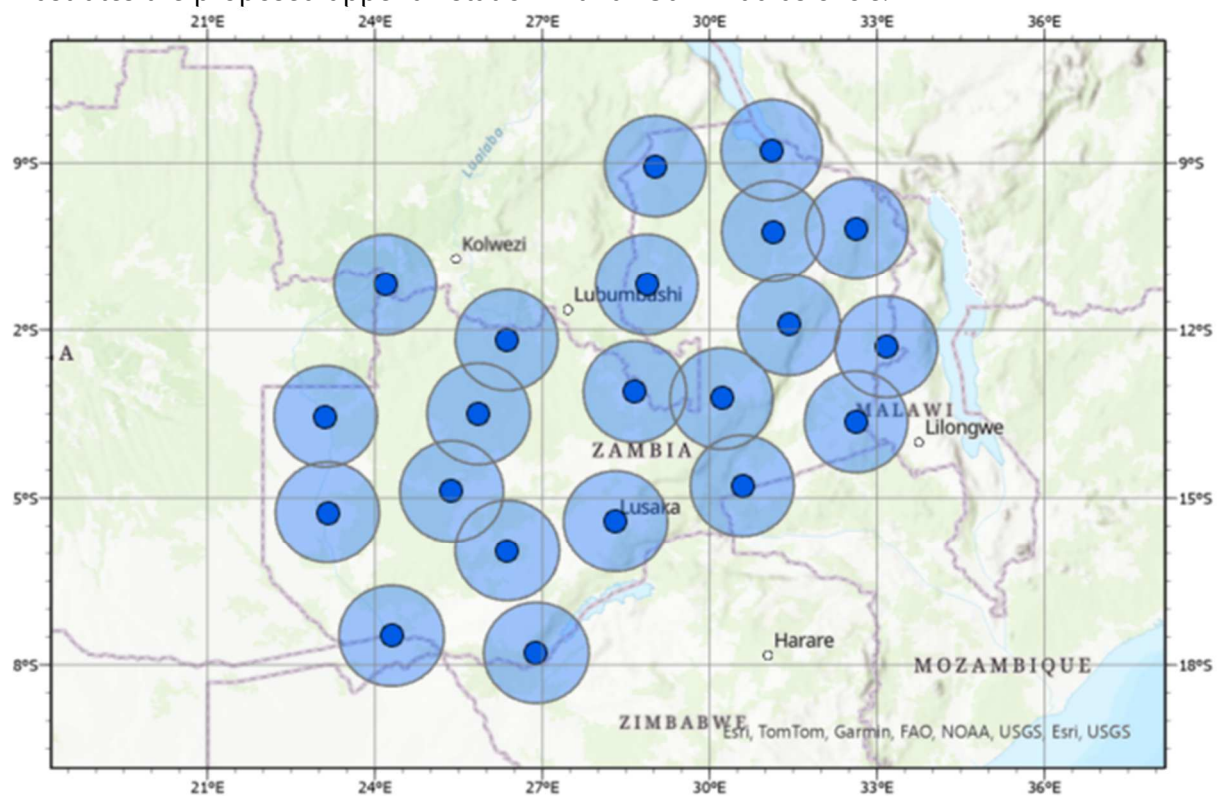 21°E 24°E 27°E 30°E 33°E 36°E
Lualaba
9°S 9°S
Kolwezi
Lubumbashi
2°S 12°S
A
MALAWI
Lilongwe
ZAMBIA
5°S 15°S
Lusaka
Harare
8°S 18°S
MOZAMBIQUE
ZIMBABWE
Esri, TomTom, Garmin, FAO, NOAA, USGS, Esri, USGS
21°E 24°E 27°E 30°E 33°E 36°E